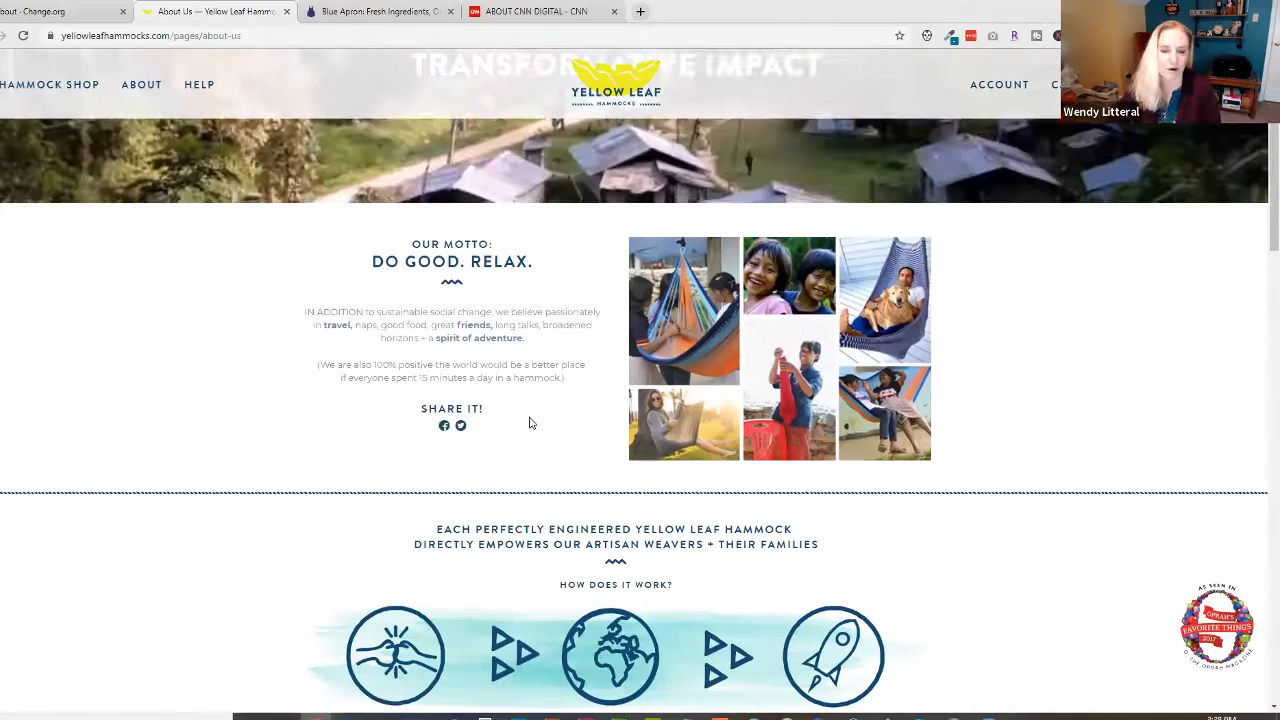 bout - Change.org
About Us — Yellow Leaf Hammo
Blue Apron: Fresh Ingredients, O
ABOUT CNN DIGITAL - CNN
yellowleafhammocks.com/pages/about-us
TRANSFORMATIVE IMPACT
HAMMOCK SHOP
ABOUT
HELP
YELLOW LEAF
HAMMOCKS
ACCOUNT
Wendy Litteral
OUR MOTTO:
DO GOOD. RELAX.
IN ADDITION to sustainable social change, we believe passionately
in travel, naps, good food, great friends, long talks, broadened
horizons + a spirit of adventure.
(We are also 100% positive the world would be a better place
if everyone spent 15 minutes a day in a hammock.)
SHARE IT!
EACH PERFECTLY ENGINEERED YELLOW LEAF HAMMOCK
DIRECTLY EMPOWERS OUR ARTISAN WEAVERS + THEIR FAMILIES
HOW DOES IT WORK?
AS SEEN IN
OPRAH'S
FAVORITE THINGS
2017
THE OPRAH MAGAZINE